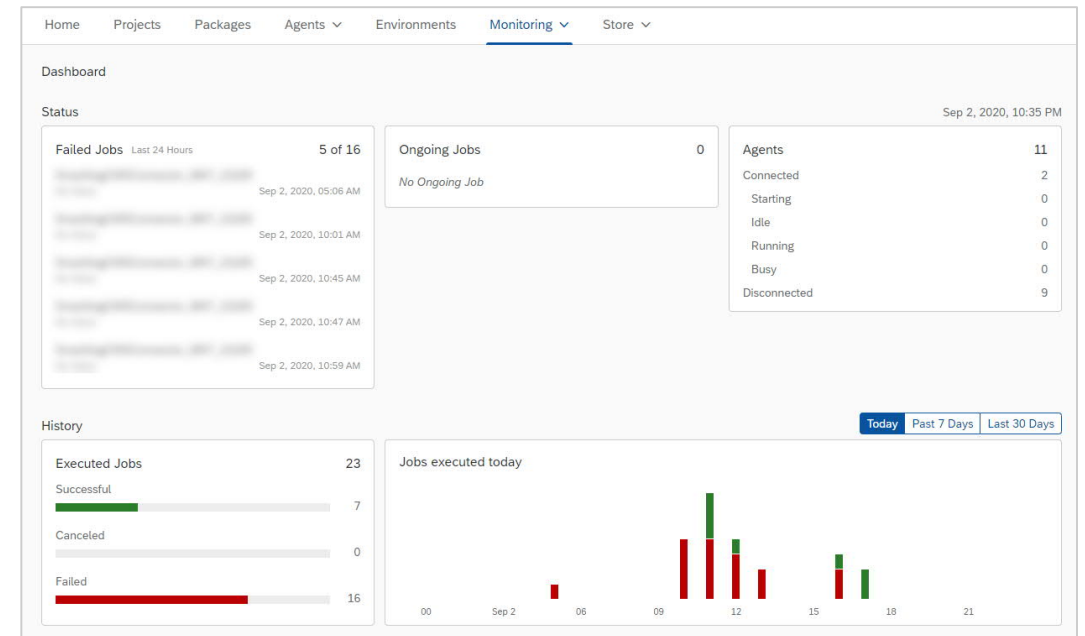 Home Projects Packages Agents Environments Monitoring Store
Dashboard
Status Sep 2, 2020, 10:35 PM
Failed Jobs Last 24 Hours 5 of 16
Sep 2, 2020, 05:06 AM
Sep 2, 2020, 10:01 AM
Sep 2, 2020, 10:45 AM
Sep 2, 2020, 10:47 AM
Sep 2, 2020, 10:59 AM
Ongoing Jobs 0
No Ongoing Job
Agents 11
Connected 2
Starting 0
Idle 0
Running 0
Busy 0
Disconnected 9
History Today Past 7 Days Last 30 Days
Executed Jobs 23
Successful
7
Canceled
0
Failed
16
Jobs executed today
00 Sep 2 06 09 12 15 18 21